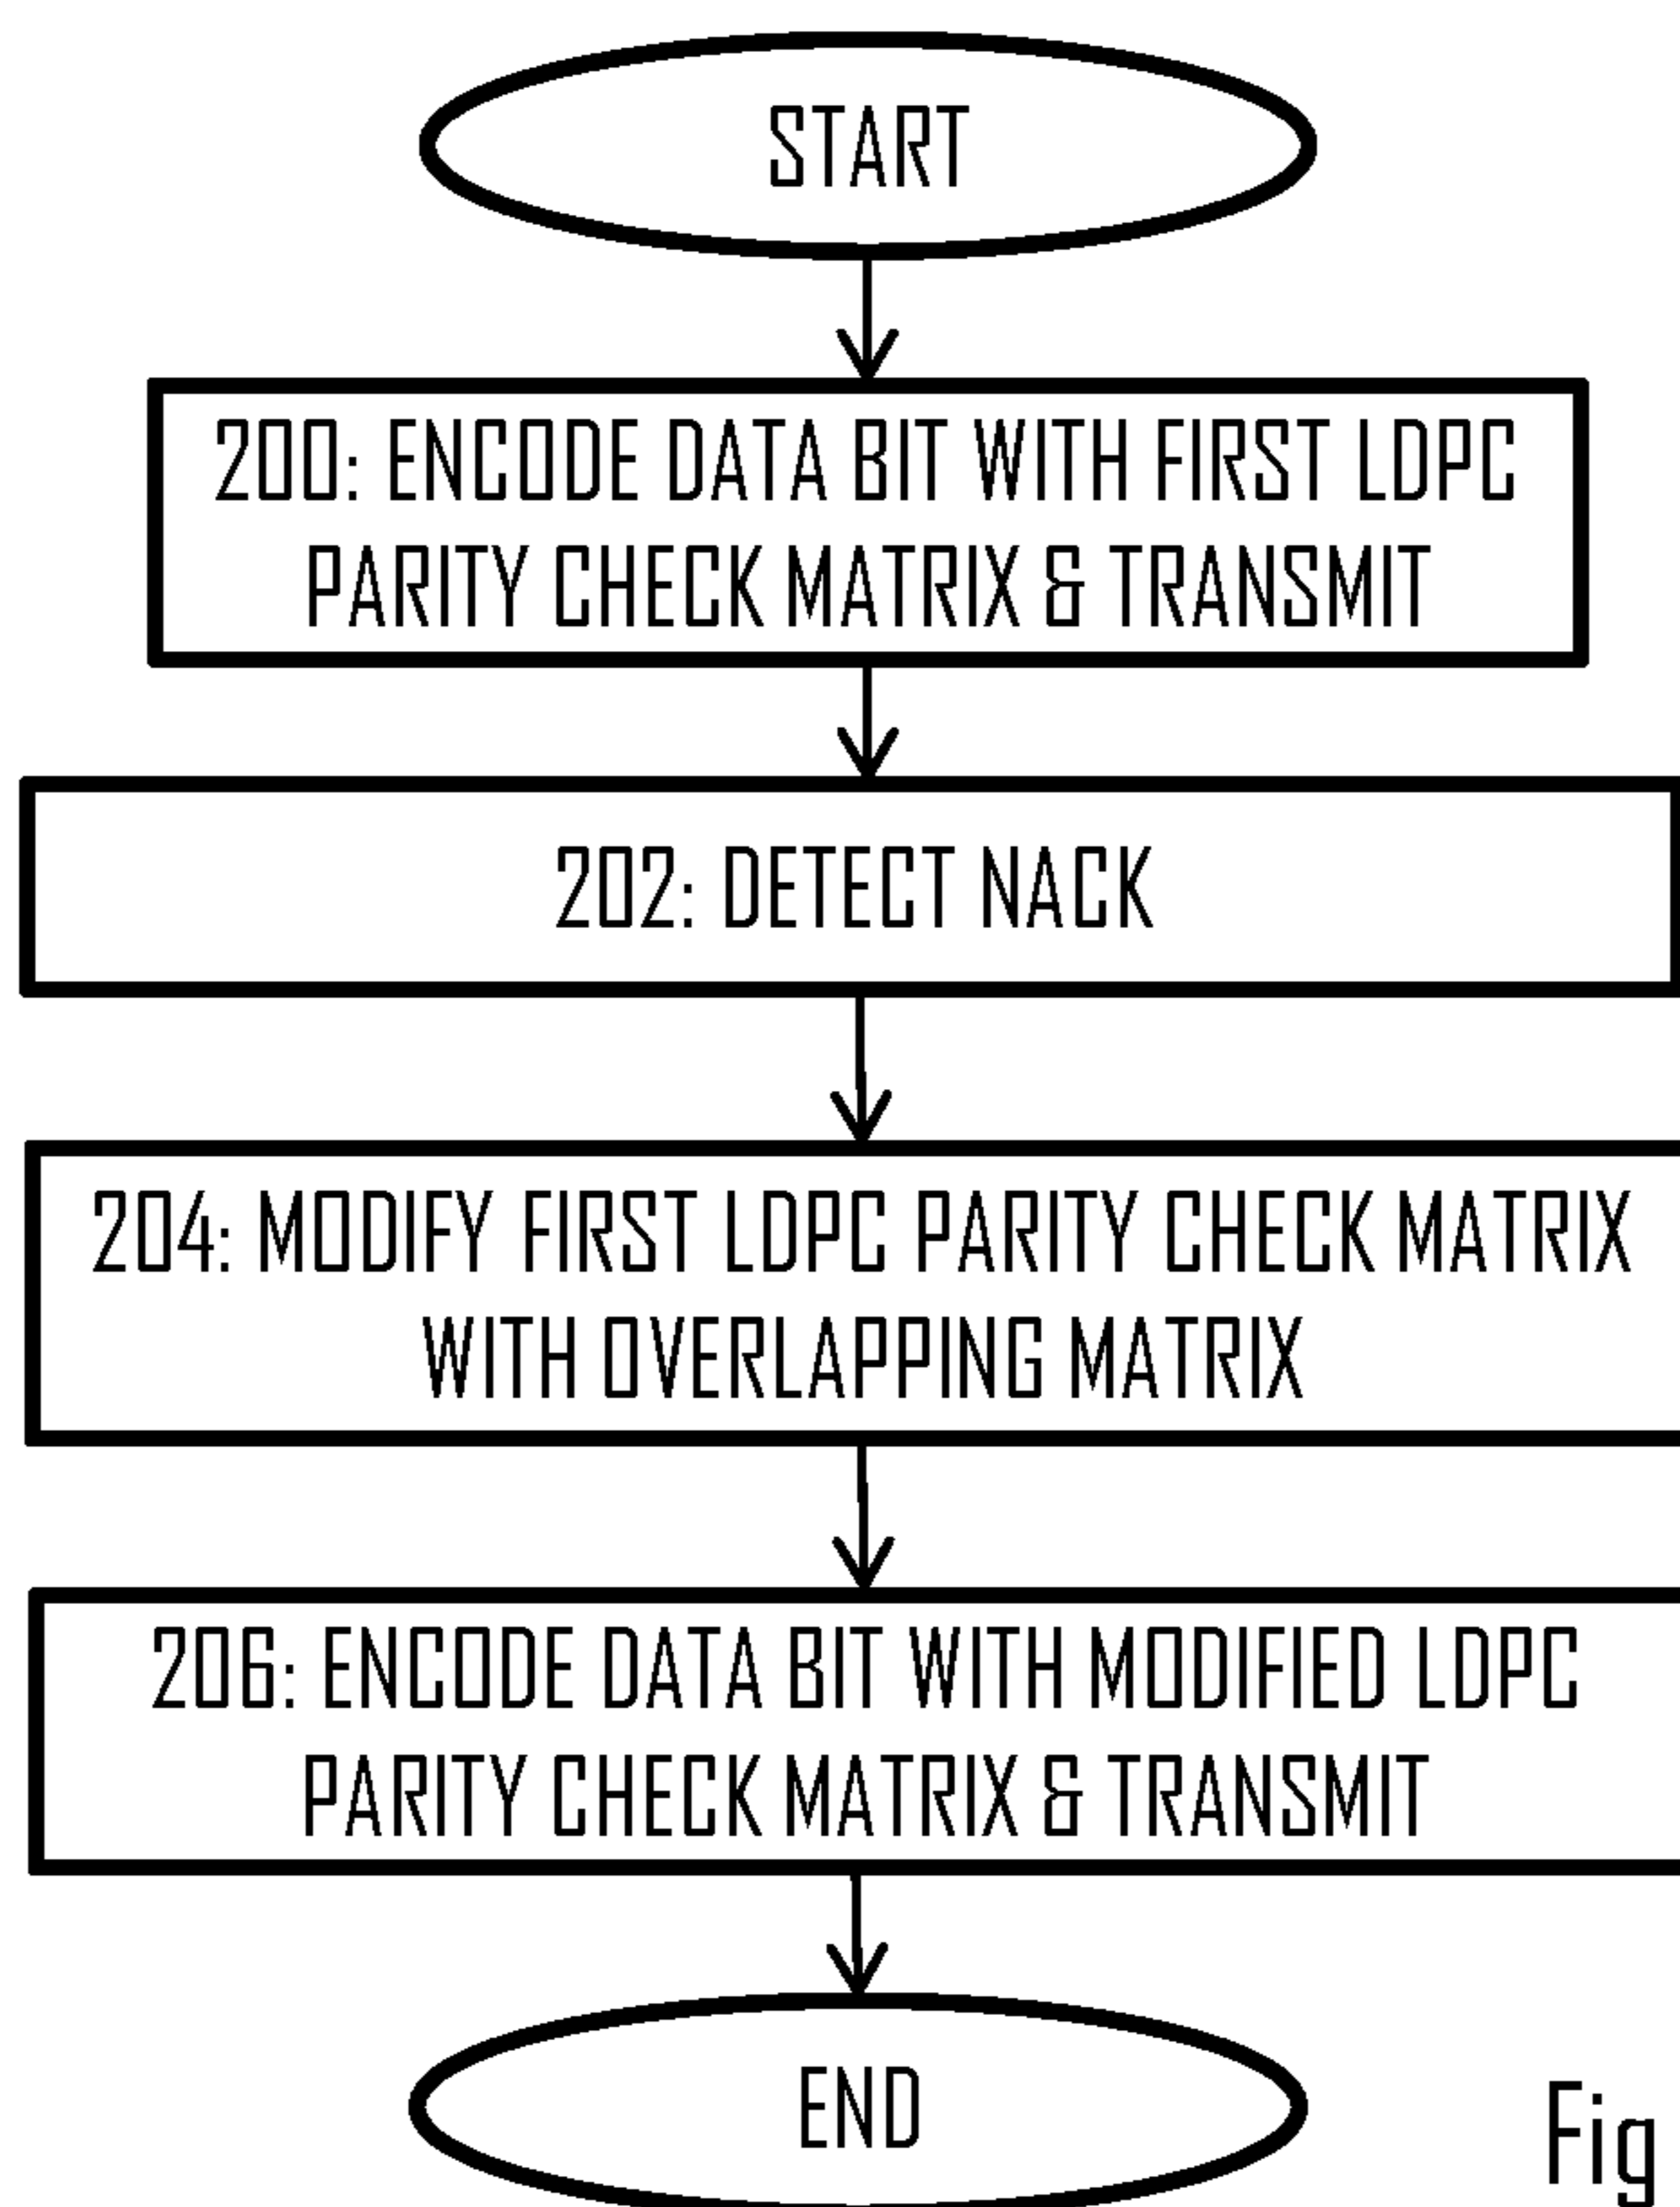 START
200: ENCODE DATA BIT WITH FIRST LDPC
PARITY CHECK MATRIX & TRANSMIT
202: DETECT NACK
204: MODIFY FIRST LDPC PARITY CHECK MATRIX
WITH OVERLAPPING MATRIX
206: ENCODE DATA BIT WITH MODIFIED LDPC
PARITY CHECK MATRIX & TRANSMIT
END
Fig